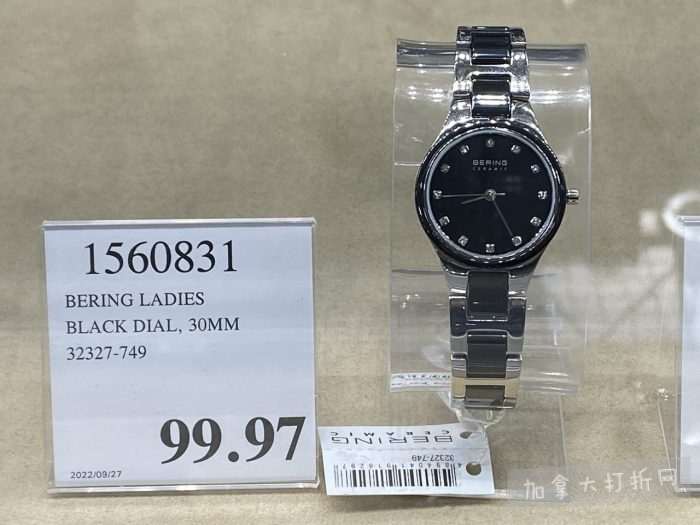 1560831
BERING LADIES
BLACK DIAL, 30MM
32327-749
99.97
2022/09/27
BERING
CERAMIC
BERING
CERAMIC
32327-749
加拿大打折网